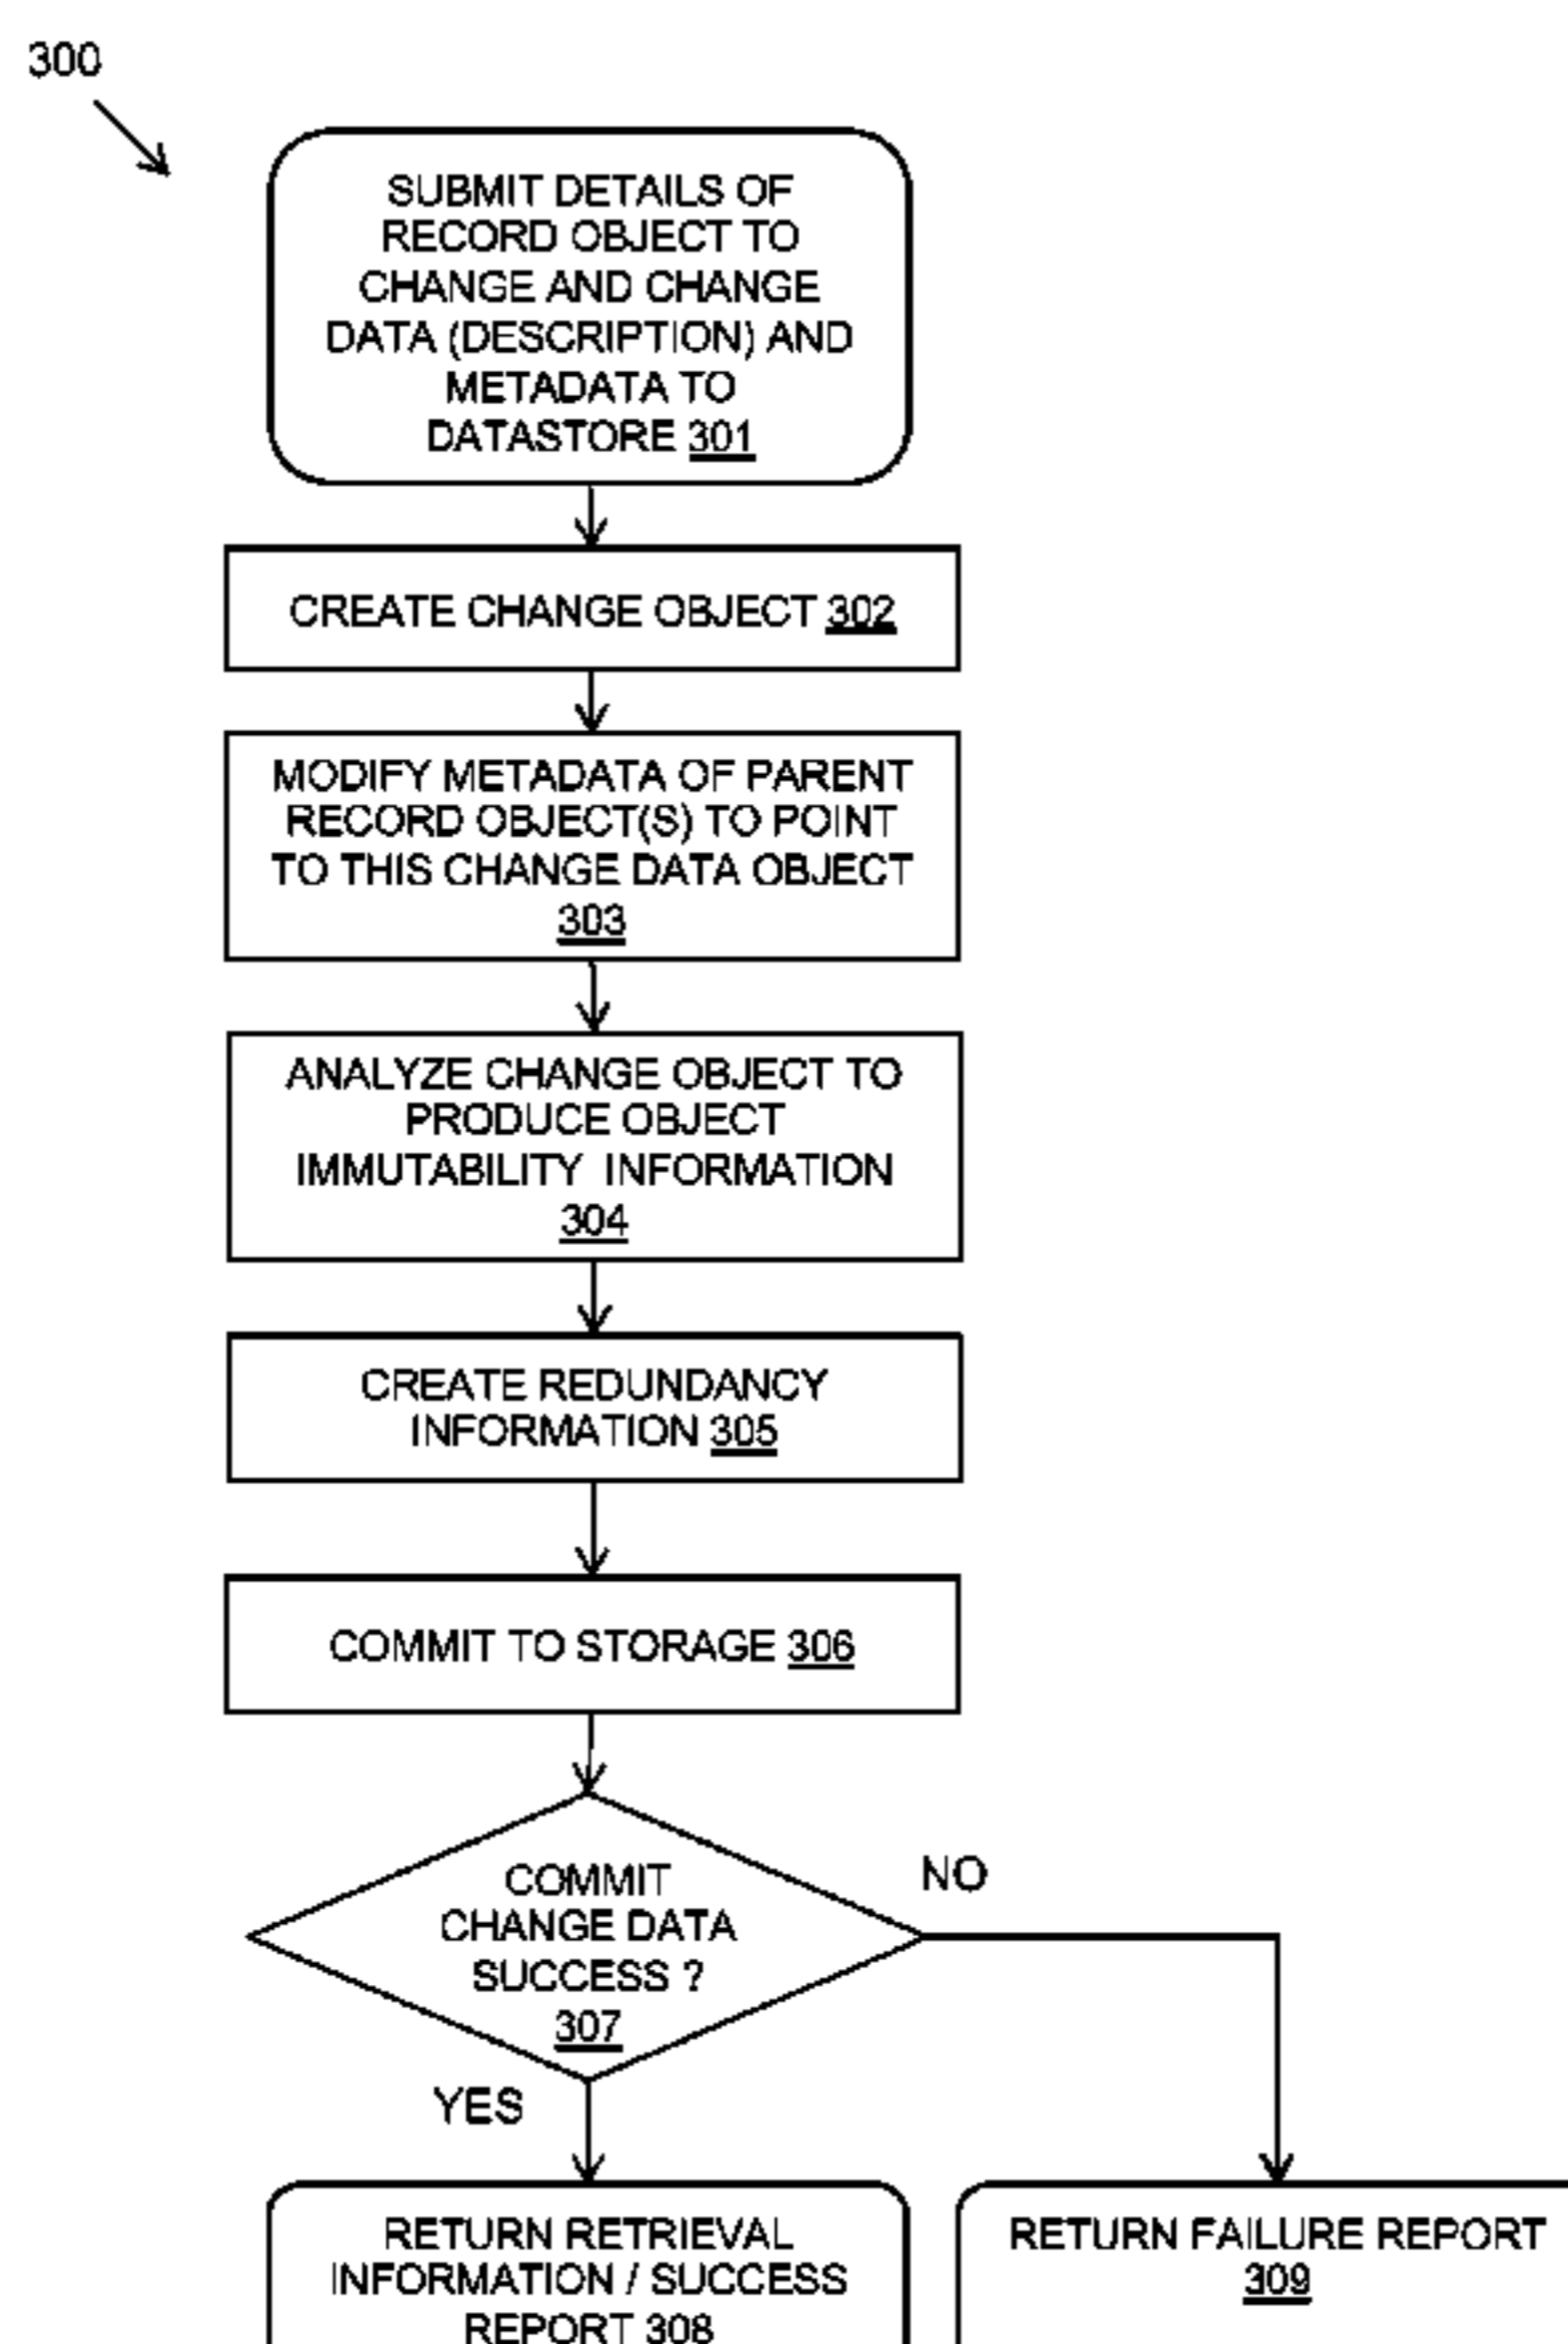 300
SUBMIT DETAILS OF
RECORD OBJECT TO
CHANGE AND CHANGE
DATA (DESCRIPTION) AND
METADATA TO
DATASTORE 301
CREATE CHANGE OBJECT 302
MODIFY METADATA OF PARENT
RECORD OBJECT(S) TO POINT
TO THIS CHANGE DATA OBJECT
303
ANALYZE CHANGE OBJECT TO
PRODUCE OBJECT
IMMUTABILITY INFORMATION
304
CREATE REDUNDANCY
INFORMATION 305
COMMIT TO STORAGE 306
COMMIT
CHANGE DATA
SUCCESS ?
307
NO
YES
RETURN RETRIEVAL
INFORMATION / SUCCESS
REPORT 308
RETURN FAILURE REPORT
309